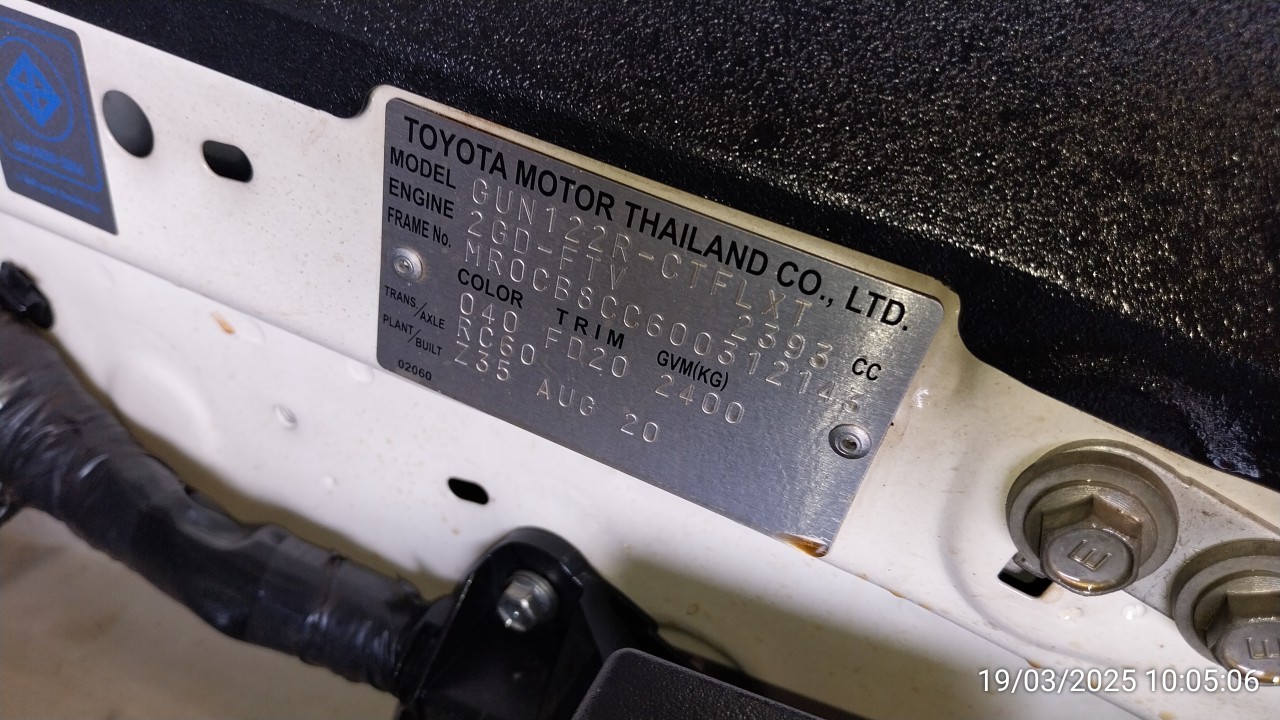 TOYOTA MOTOR THAILAND CO., LTD.
MODEL GUN122R-CTFLXT
ENGINE 2GD-FTV 2393 CC
FRAME No. MR0CB8CC600312143
COLOR TRIM GVM(KG)
040 FD20 2400
TRANS./AXLE RC60
PLANT/BUILT Z35 AUG 20
02060
E
E
19/03/2025 10:05:06